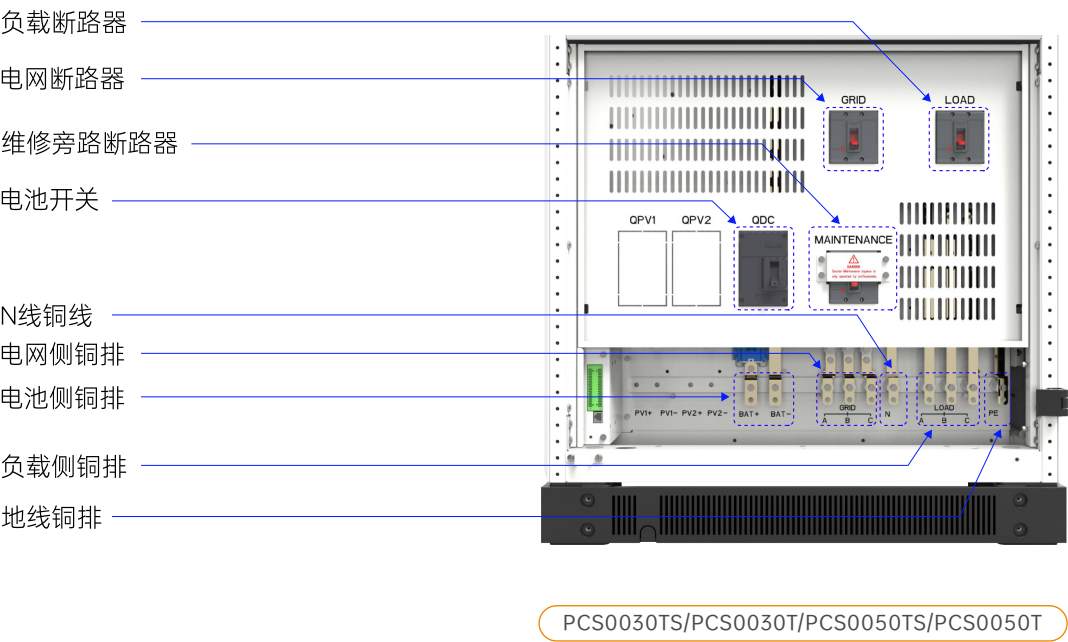 负载断路器
电网断路器
维修旁路断路器
电池开关
N线铜线
电网侧铜排
电池侧铜排
负载侧铜排
地线铜排
GRID
LOAD
QPV1
QPV2
QDC
MAINTENANCE
DANGER
PV1+
PV1-
PV2+
PV2-
BAT+
BAT-
GRID
A
B
C
N
LOAD
A
B
C
PE
PCS0030TS/PCS0030T/PCS0050TS/PCS0050T